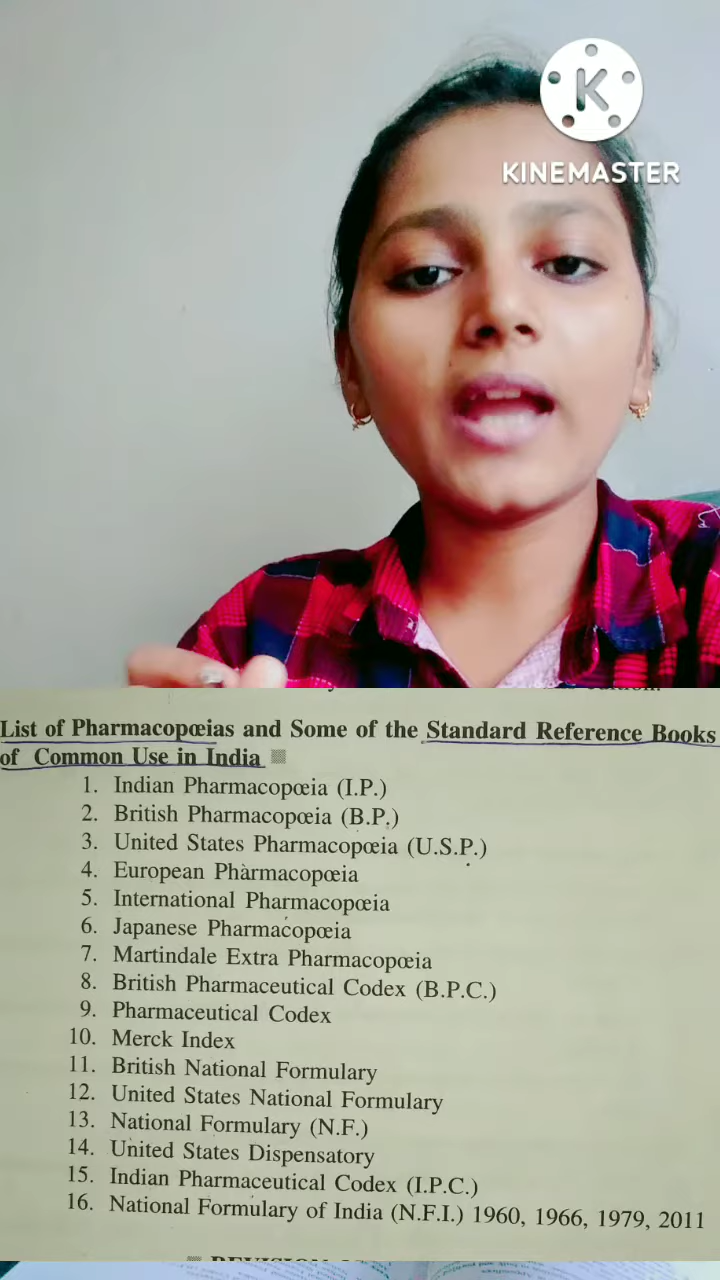 K
KINEMASTER
List of Pharmacopœias and Some of the Standard Reference Books
of Common Use in India
1. Indian Pharmacopœia (I.P.)
2. British Pharmacopœia (B.P.)
3. United States Pharmacopœia (U.S.P.)
4. European Pharmacopœia
5. International Pharmacopœia
6. Japanese Pharmacopœia
7. Martindale Extra Pharmacopœia
8. British Pharmaceutical Codex (B.P.C.)
9. Pharmaceutical Codex
10. Merck Index
11. British National Formulary
12. United States National Formulary
13. National Formulary (N.F.)
14. United States Dispensatory
15. Indian Pharmaceutical Codex (I.P.C.)
16. National Formulary of India (N.F.I.) 1960, 1966, 1979, 2011